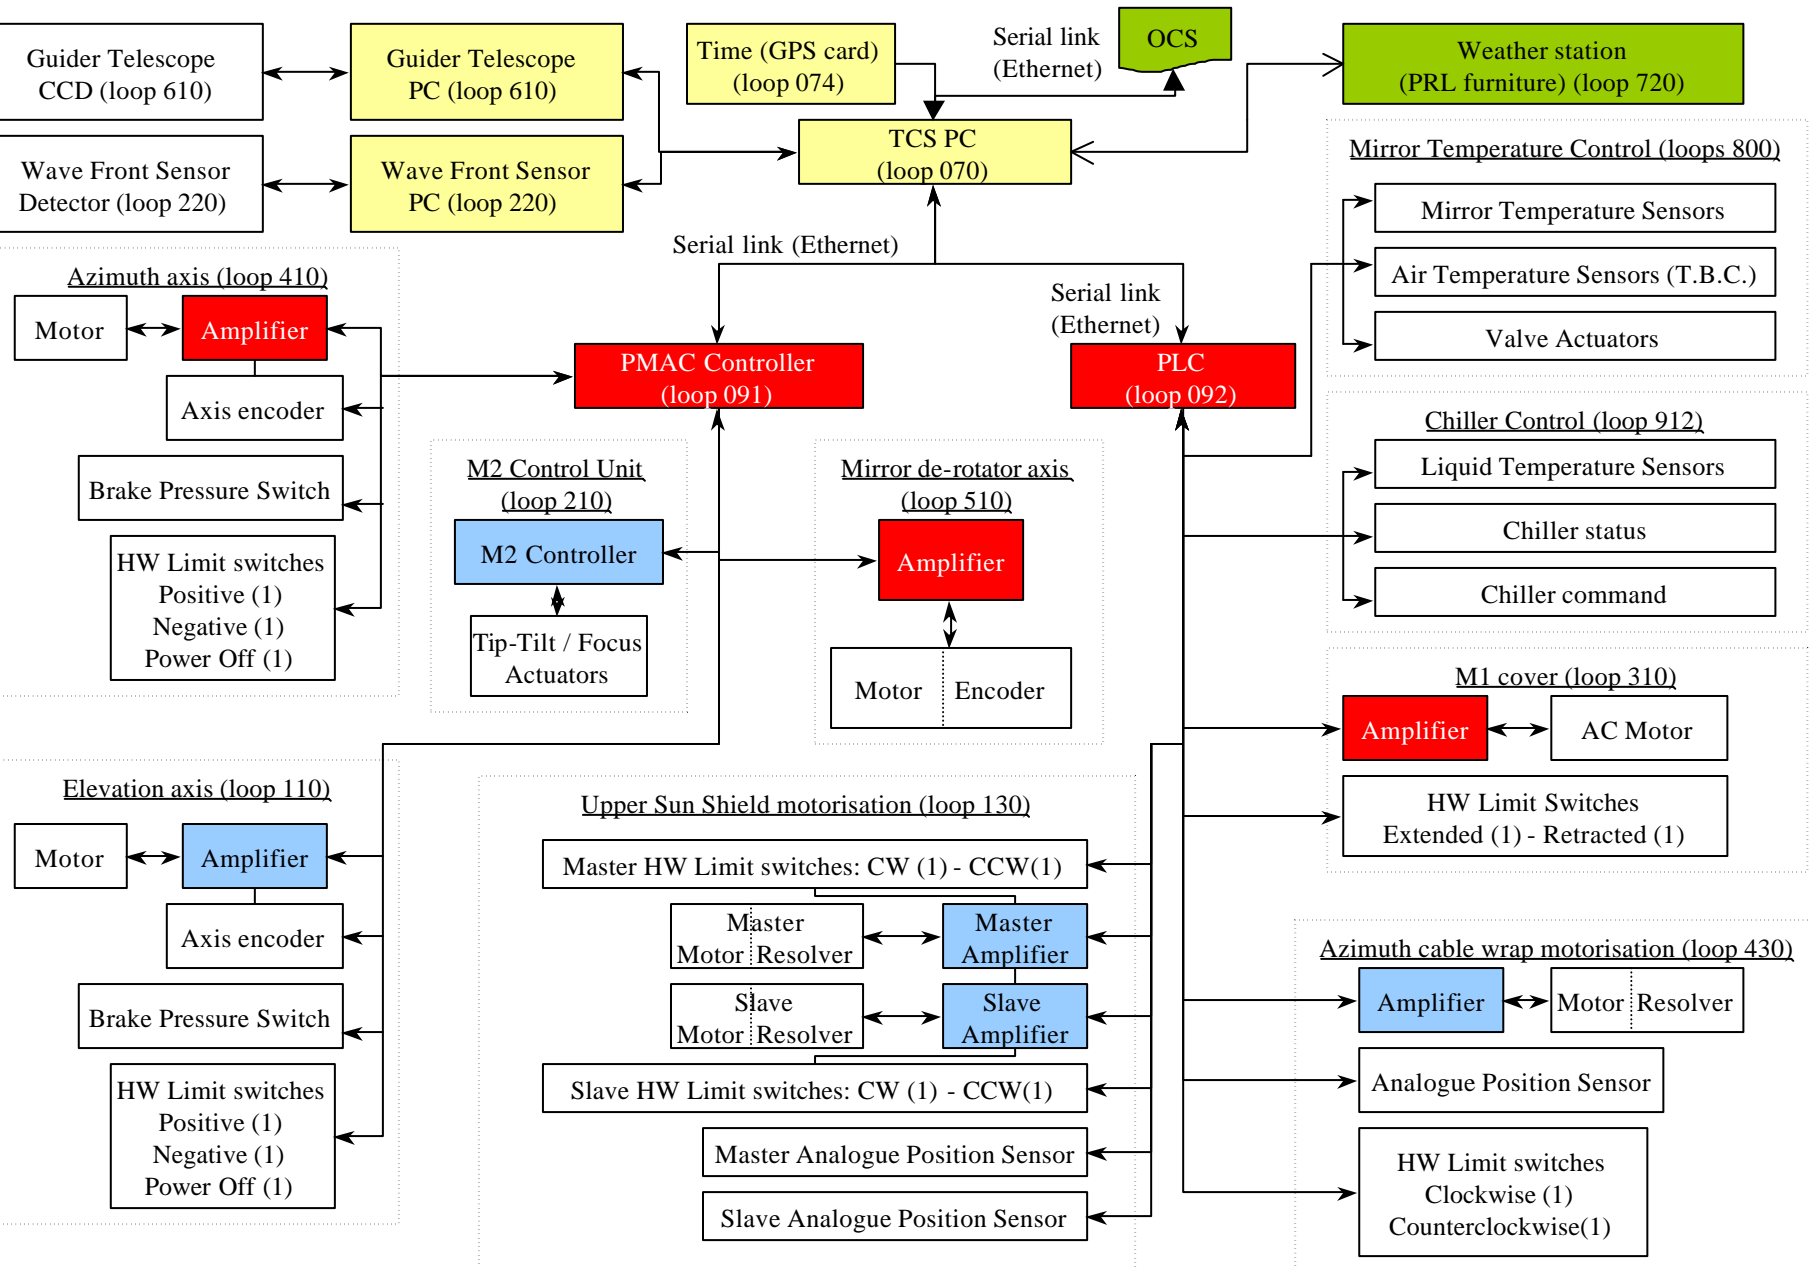 Guider Telescope
CCD (loop 610)
Guider Telescope
PC (loop 610)
Time (GPS card)
(loop 074)
Serial link
(Ethernet)
OCS
Weather station
(PRL furniture) (loop 720)
TCS PC
(loop 070)
Wave Front Sensor
Detector (loop 220)
Wave Front Sensor
PC (loop 220)
Mirror Temperature Control (loops 800)
Mirror Temperature Sensors
Air Temperature Sensors (T.B.C.)
Valve Actuators
Serial link (Ethernet)
Serial link
(Ethernet)
Azimuth axis (loop 410)
Motor
Amplifier
Axis encoder
Brake Pressure Switch
HW Limit switches
Positive (1)
Negative (1)
Power Off (1)
PMAC Controller
(loop 091)
PLC
(loop 092)
Chiller Control (loop 912)
Liquid Temperature Sensors
Chiller status
Chiller command
M2 Control Unit
(loop 210)
M2 Controller
Tip-Tilt / Focus
Actuators
Mirror de-rotator axis
(loop 510)
Amplifier
Motor
Encoder
M1 cover (loop 310)
Amplifier
AC Motor
HW Limit Switches
Extended (1) - Retracted (1)
Elevation axis (loop 110)
Motor
Amplifier
Axis encoder
Brake Pressure Switch
HW Limit switches
Positive (1)
Negative (1)
Power Off (1)
Upper Sun Shield motorisation (loop 130)
Master HW Limit switches: CW (1) - CCW(1)
Master
Motor Resolver
Master
Amplifier
Slave
Motor Resolver
Slave
Amplifier
Slave HW Limit switches: CW (1) - CCW(1)
Master Analogue Position Sensor
Slave Analogue Position Sensor
Azimuth cable wrap motorisation (loop 430)
Amplifier
Motor Resolver
Analogue Position Sensor
HW Limit switches
Clockwise (1)
Counterclockwise(1)